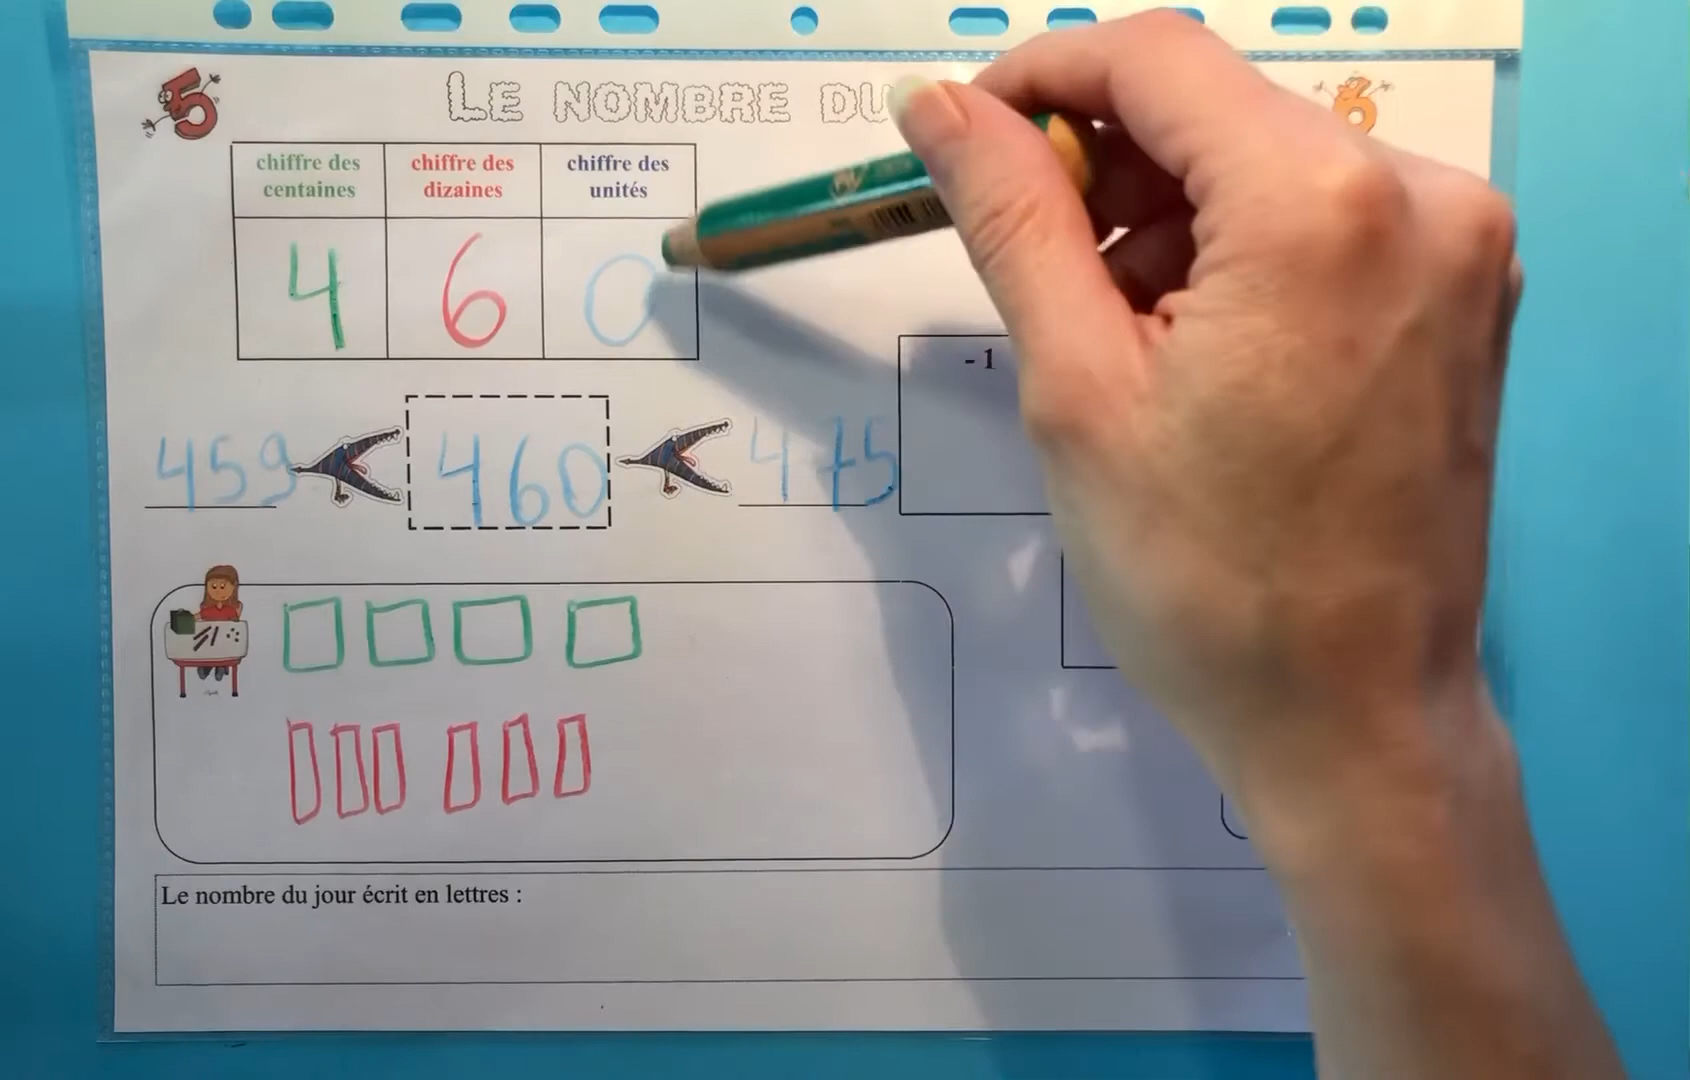 LE NOMBRE DU
chiffre des centaines
chiffre des dizaines
chiffre des unités
4 6 0
- 1
459 460 475
Le nombre du jour écrit en lettres :